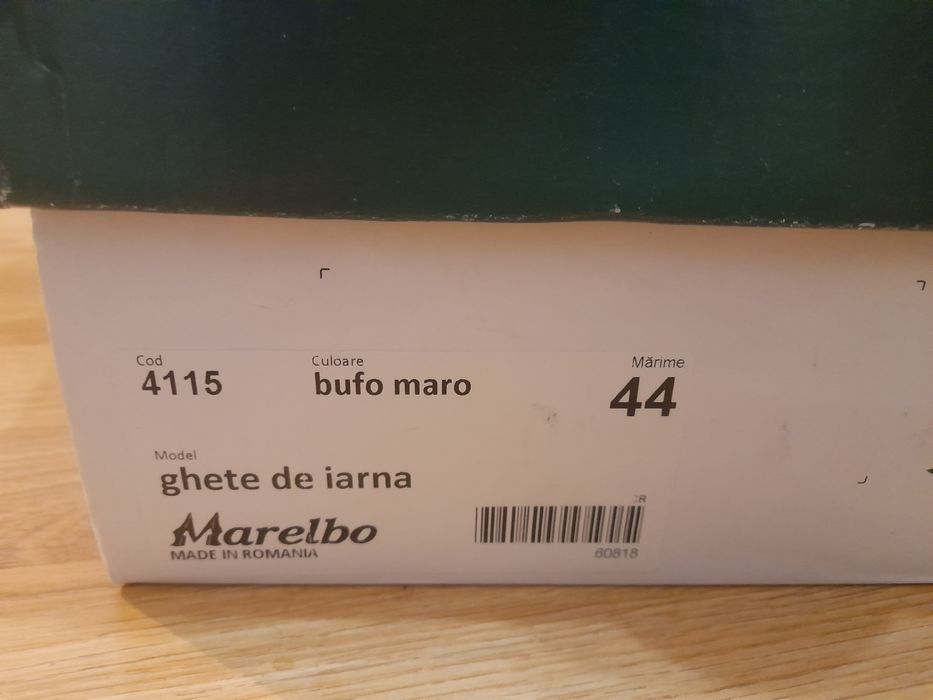 Cod Culoare Mărime
4115 bufo maro 44
Model
ghete de iarna
Marelbo
MADE IN ROMANIA
60818